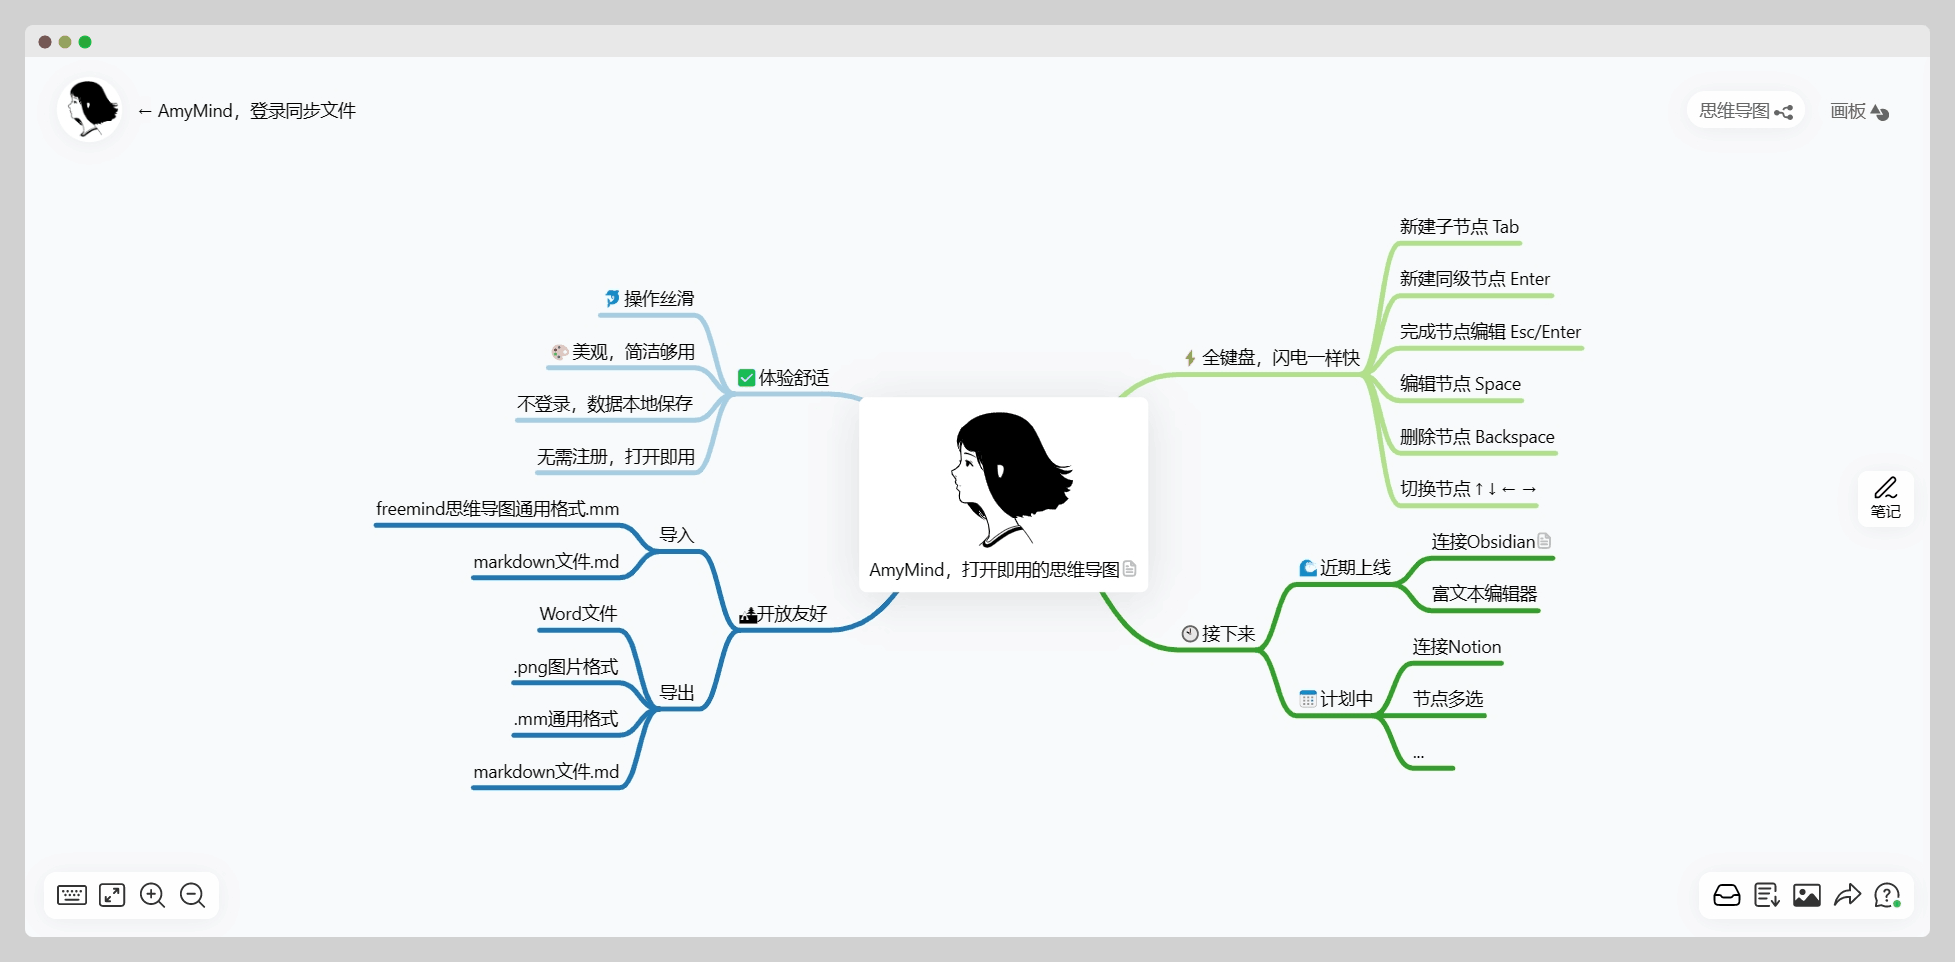 ← AmyMind，登录同步文件
思维导图
画板
操作丝滑
美观，简洁够用
体验舒适
不登录，数据本地保存
无需注册，打开即用
freemind思维导图通用格式.mm
导入
markdown文件.md
开放友好
Word文件
.png图片格式
导出
.mm通用格式
markdown文件.md
AmyMind，打开即用的思维导图
新建子节点 Tab
新建同级节点 Enter
完成节点编辑 Esc/Enter
全键盘，闪电一样快
编辑节点 Space
删除节点 Backspace
切换节点 ↑ ↓ ← →
连接Obsidian
近期上线
富文本编辑器
接下来
连接Notion
计划中
节点多选
...
笔记